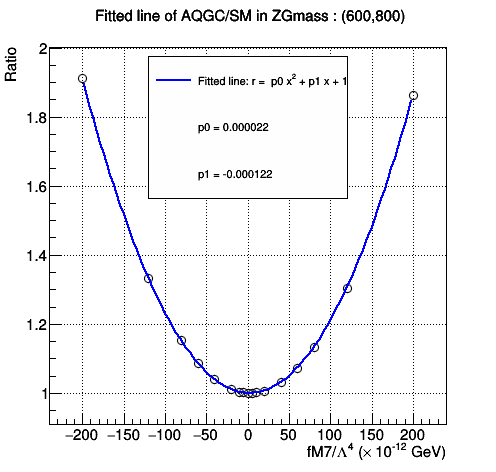 Fitted line of AQGC/SM in ZGmass : (600,800)
Ratio
2
1.8
1.6
1.4
1.2
1
Fitted line: r = p0 x² + p1 x + 1
p0 = 0.000022
p1 = -0.000122
−200 −150 −100 −50 0 50 100 150 200
fM7/Λ⁴ (× 10⁻¹² GeV)